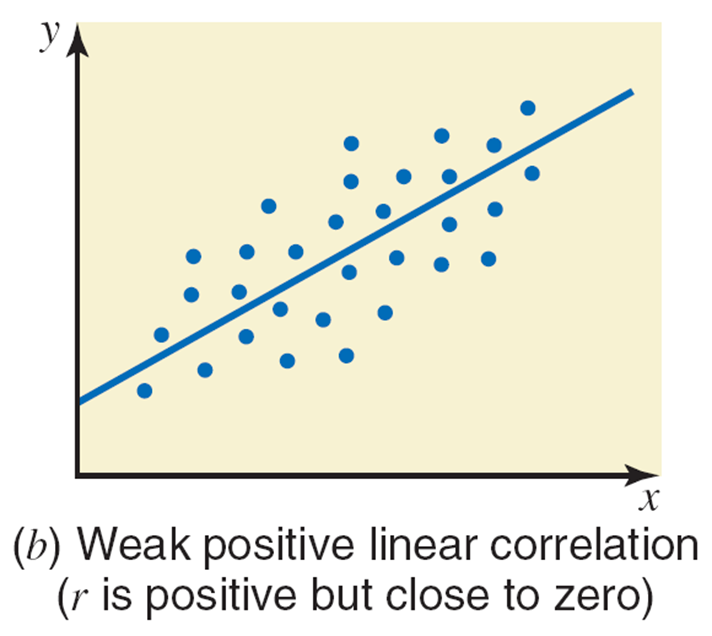 y
x
(b) Weak positive linear correlation
(r is positive but close to zero)